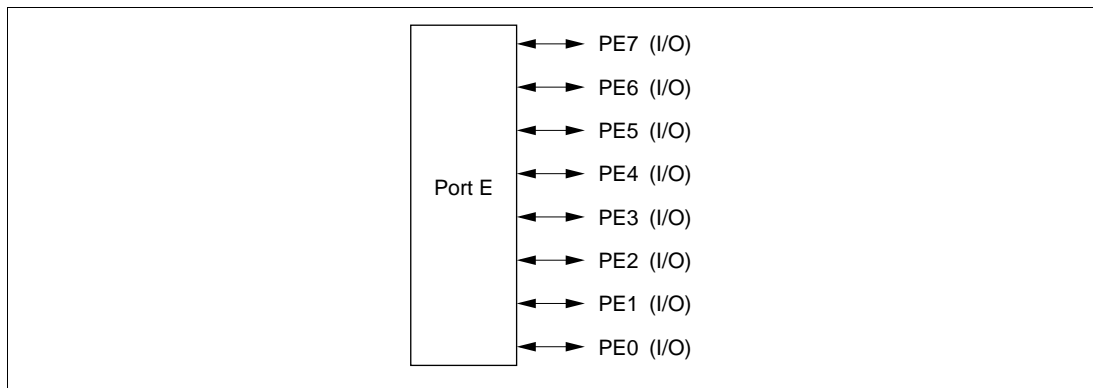 PE7 (I/O)
PE6 (I/O)
PE5 (I/O)
PE4 (I/O)
Port E
PE3 (I/O)
PE2 (I/O)
PE1 (I/O)
PE0 (I/O)